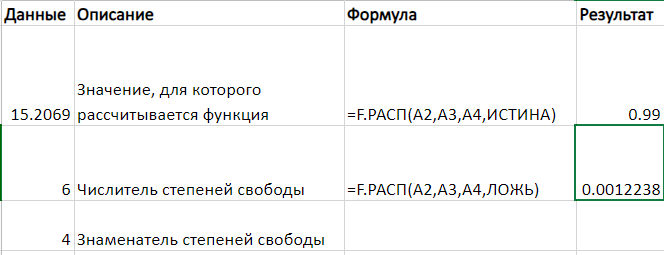 Данные Описание Формула Результат
Значение, для которого
15.2069 рассчитывается функция =F.РАСП(A2,A3,A4,ИСТИНА) 0.99
6 Числитель степеней свободы =F.РАСП(A2,A3,A4,ЛОЖЬ) 0.0012238
4 Знаменатель степеней свободы